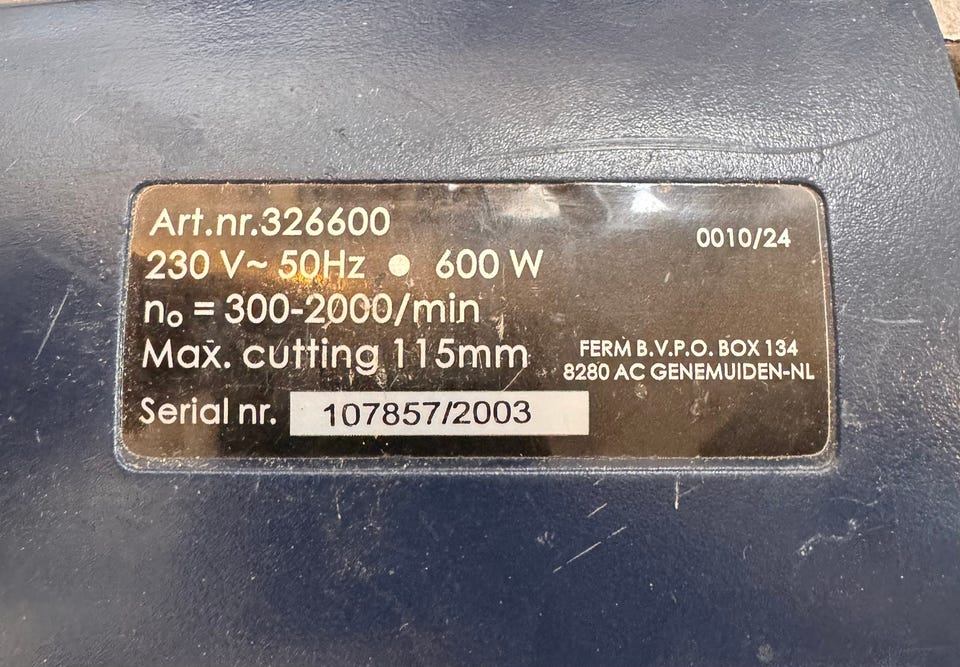 Art.nr.326600
0010/24
230 V~ 50Hz ● 600 W
n₀ = 300-2000/min
Max. cutting 115mm
FERM B.V.P.O. BOX 134
8280 AC GENEMUIDEN-NL
Serial nr. 107857/2003